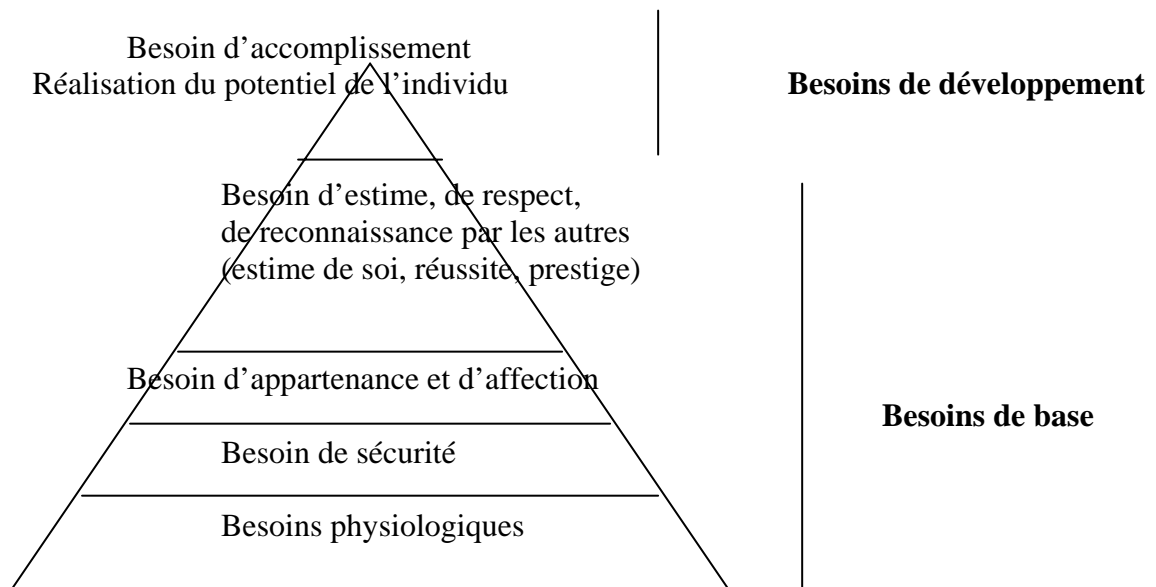 Besoin d’accomplissement
Réalisation du potentiel de l’individu
Besoins de développement
Besoin d’estime, de respect,
de reconnaissance par les autres
(estime de soi, réussite, prestige)
Besoin d’appartenance et d’affection
Besoins de base
Besoin de sécurité
Besoins physiologiques